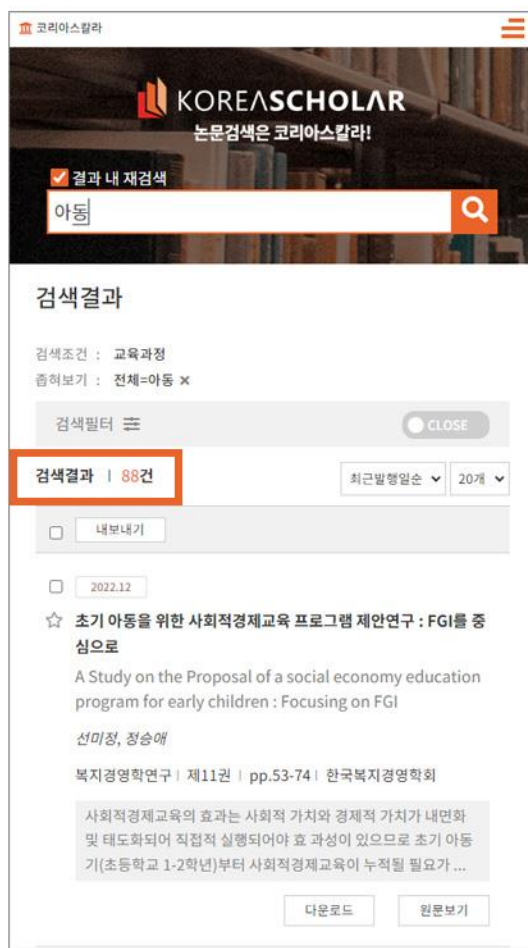 코리아스칼라
KOREASCHOLAR
논문검색은 코리아스칼라!
결과 내 재검색
아동
검색결과
검색조건 : 교육과정
좁혀보기 : 전체=아동 ×
검색필터 CLOSE
검색결과 | 88건 최근발행일순 20개
내보내기
2022.12
초기 아동을 위한 사회적경제교육 프로그램 제안연구 : FGI를 중
심으로
A Study on the Proposal of a social economy education
program for early children : Focusing on FGI
선미정, 정승애
복지경영학연구 | 제11권 | pp.53-74 | 한국복지경영학회
사회적경제교육의 효과는 사회적 가치와 경제적 가치가 내면화
및 태도화되어 직접적 실행되어야 효 과성이 있으므로 초기 아동
기(초등학교 1-2학년)부터 사회적경제교육이 누적될 필요가 ...
다운로드 원문보기